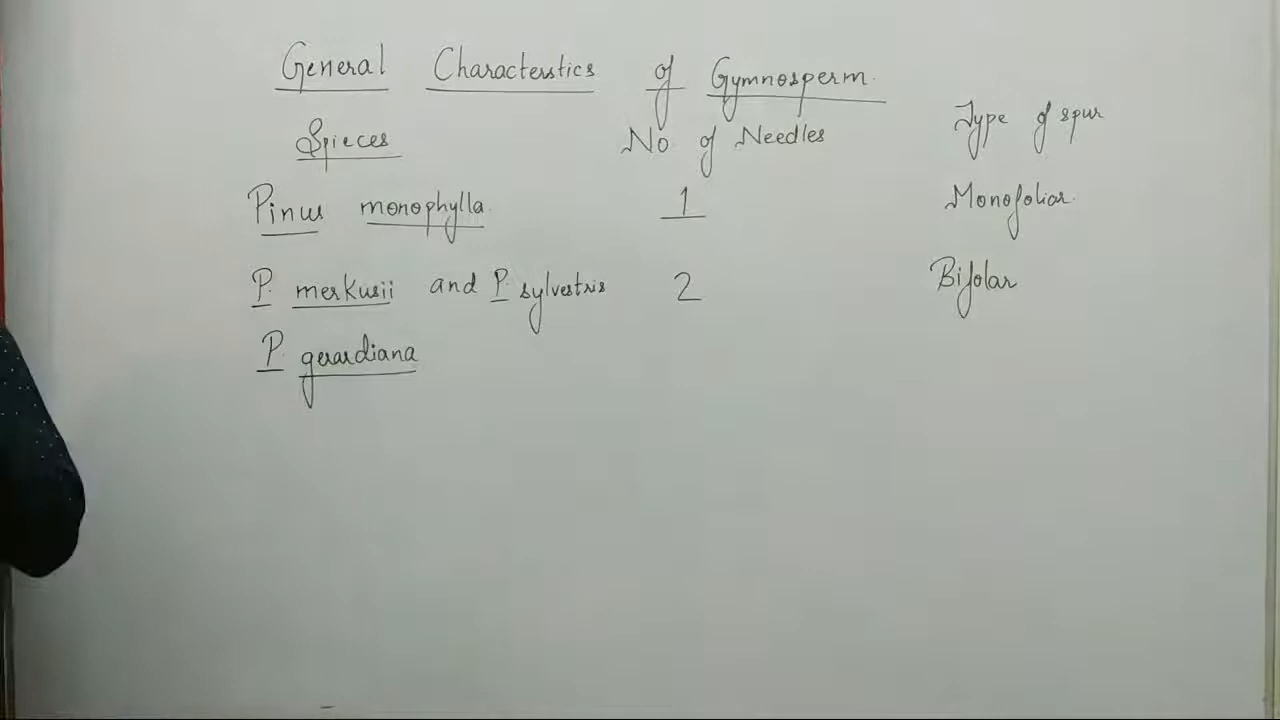 General Characterstics of Gymnosperm.
Spieces No of Needles Type of spur
Pinus monophylla. 1 Monofoliar.
P. merkusii and P. sylvestris 2 Bifolar
P. gerardiana